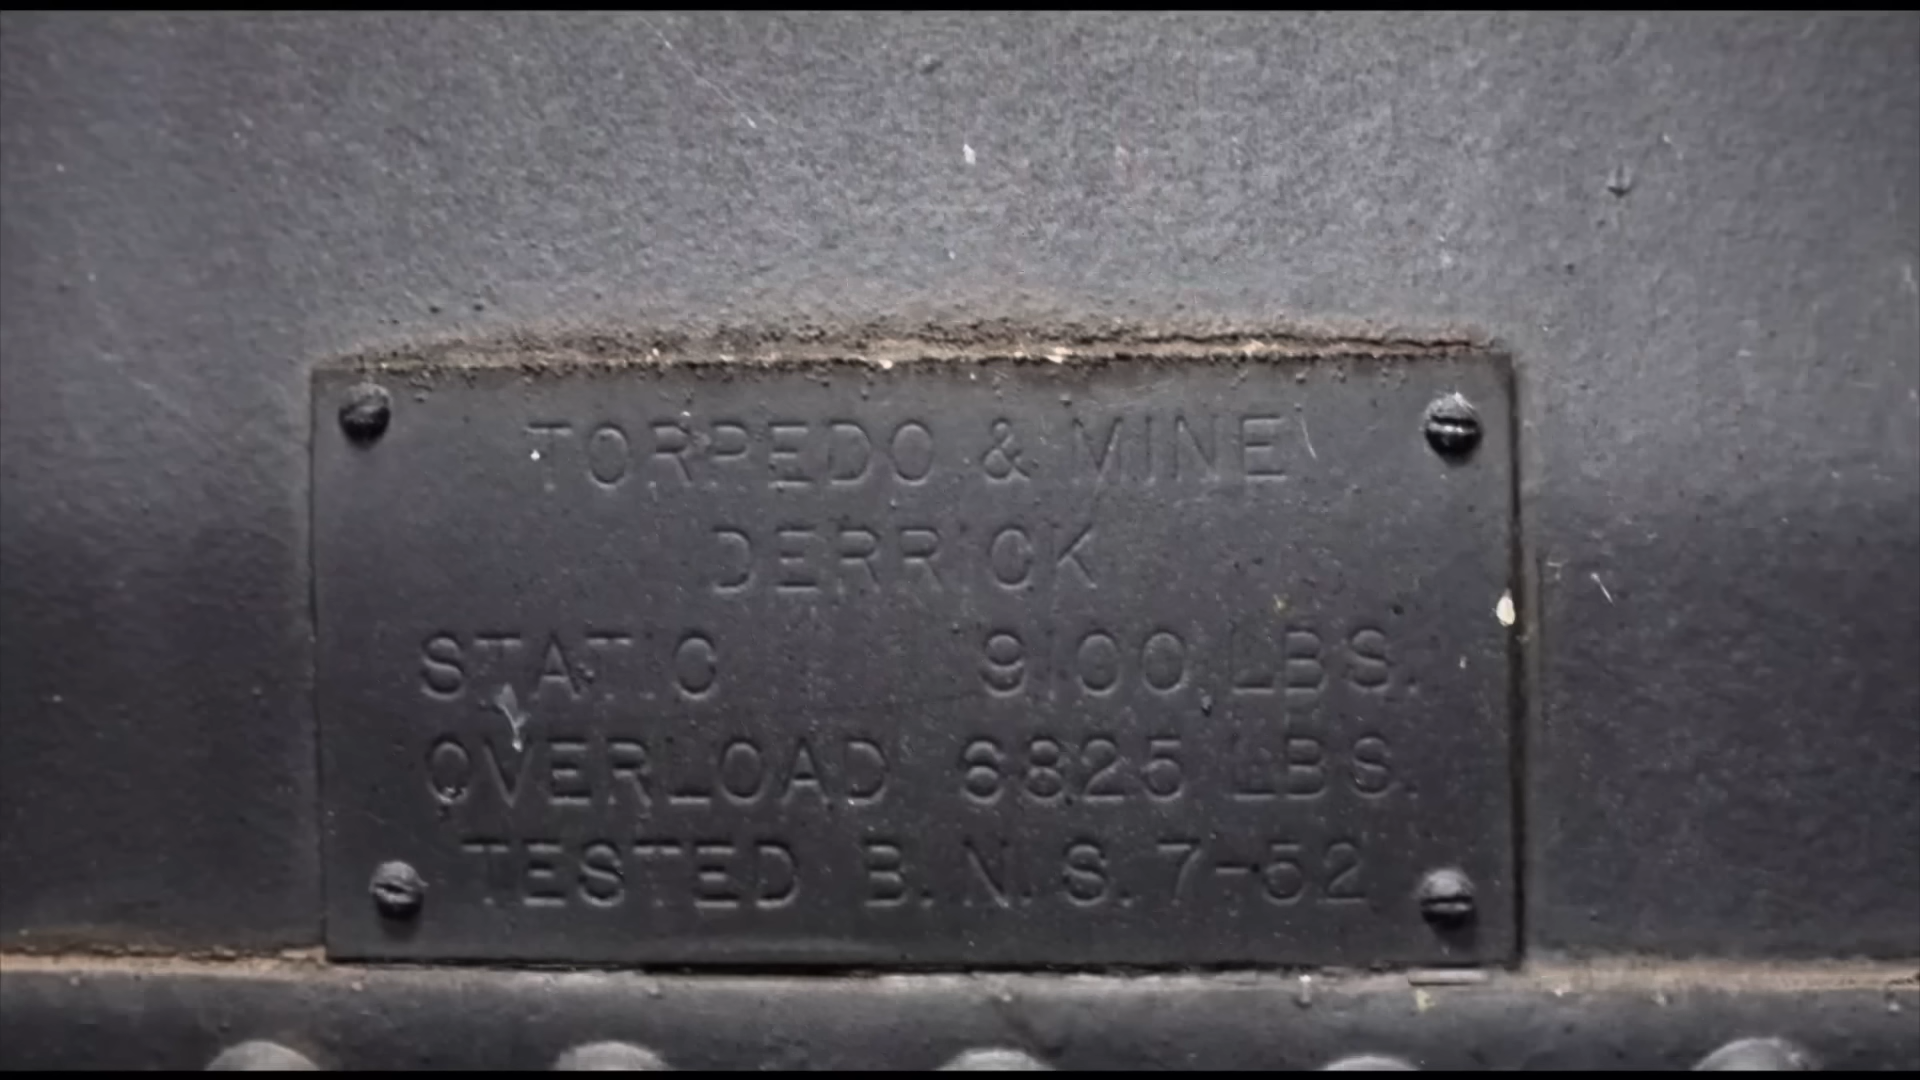 TORPEDO & MINE
DERRICK
STATIC 9100 LBS.
OVERLOAD 6825 LBS.
TESTED B.N.S. 7-52